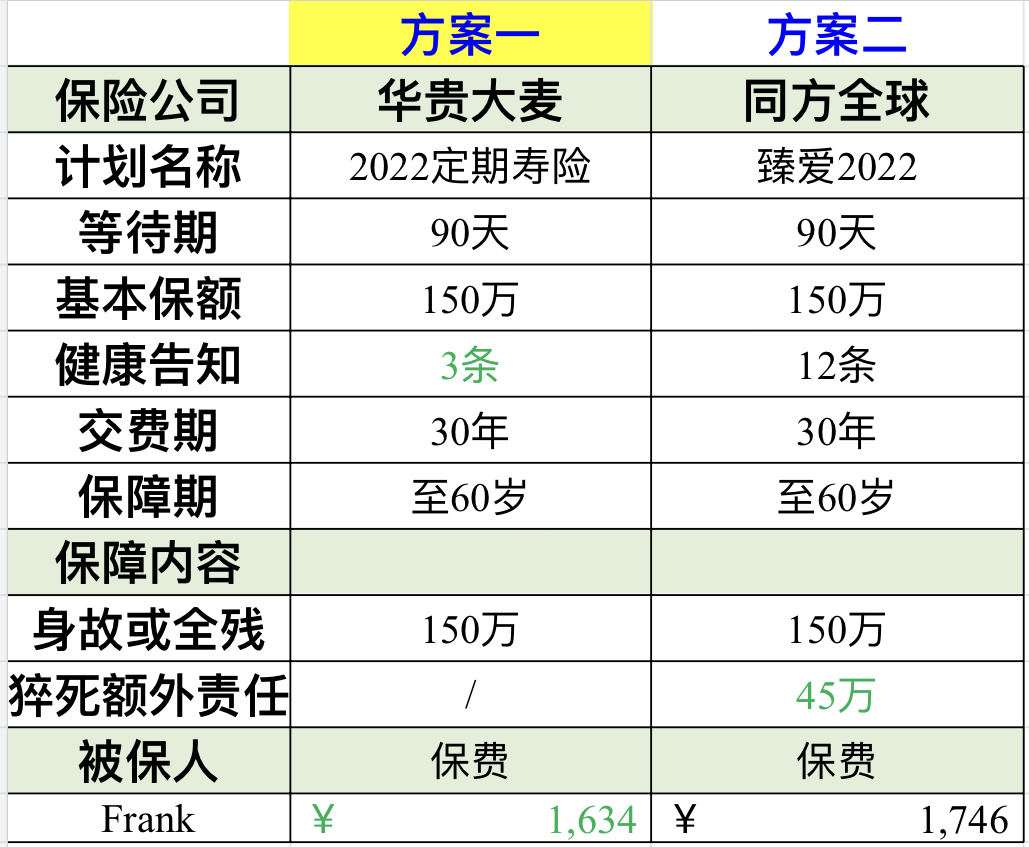 方案一 方案二
保险公司 华贵大麦 同方全球
计划名称 2022定期寿险 臻爱2022
等待期 90天 90天
基本保额 150万 150万
健康告知 3条 12条
交费期 30年 30年
保障期 至60岁 至60岁
保障内容
身故或全残 150万 150万
猝死额外责任 / 45万
被保人 保费 保费
Frank ¥ 1,634 ¥ 1,746